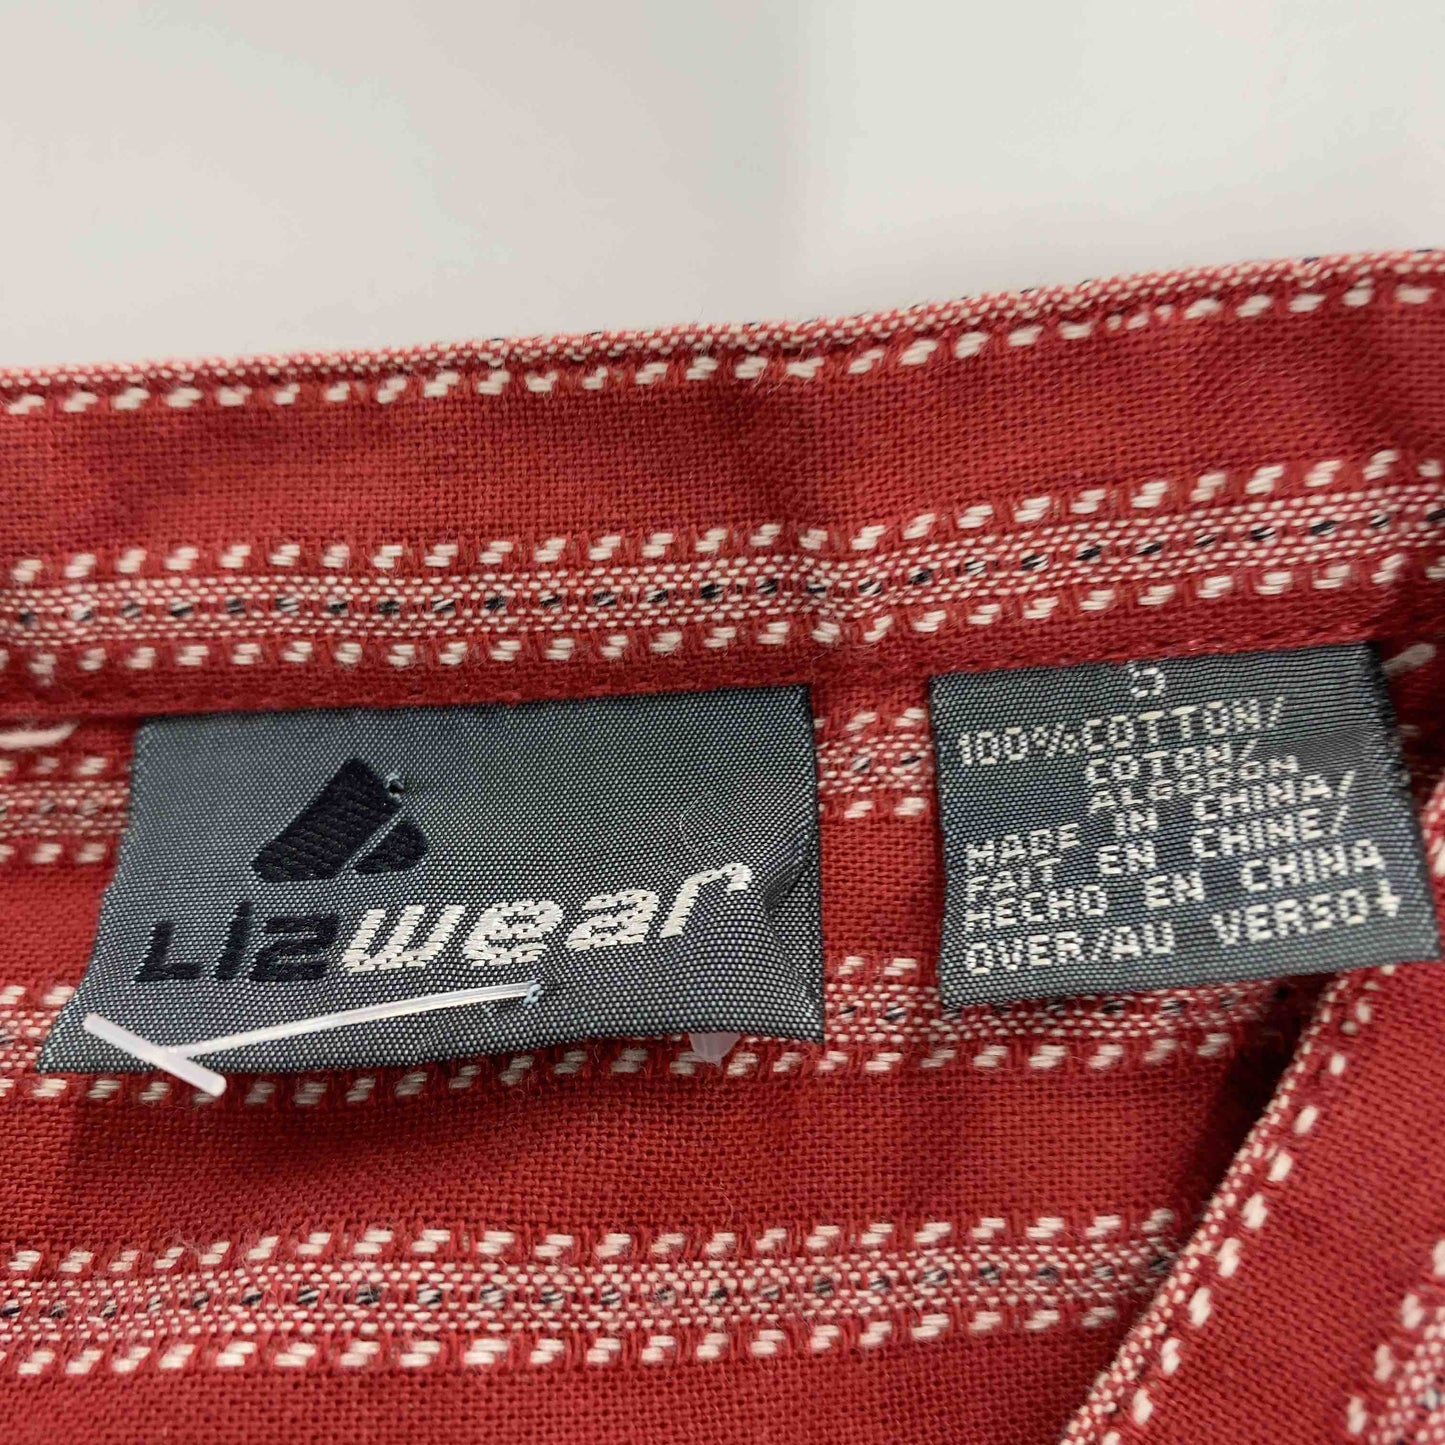 Lizwear
S
100% COTTON/
COTON/
ALGODON
MADE IN CHINA/
FAIT EN CHINE/
HECHO EN CHINA
OVER/AU VERSO↓